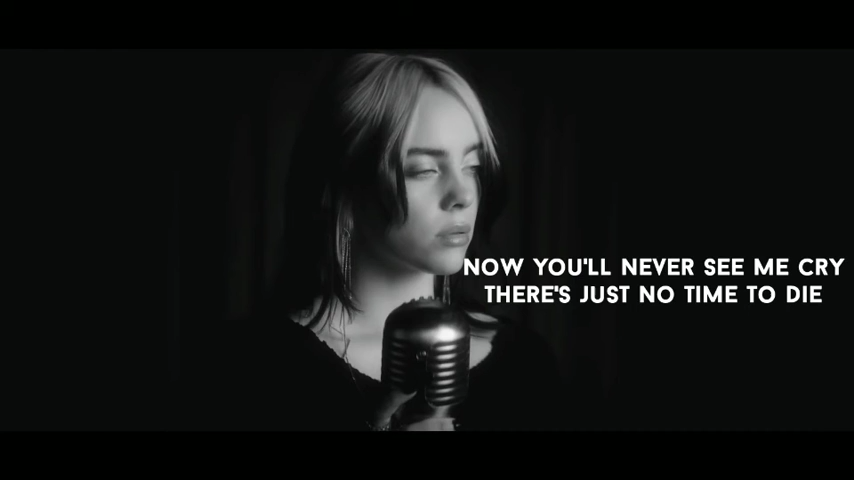 NOW YOU'LL NEVER SEE ME CRY
THERE'S JUST NO TIME TO DIE